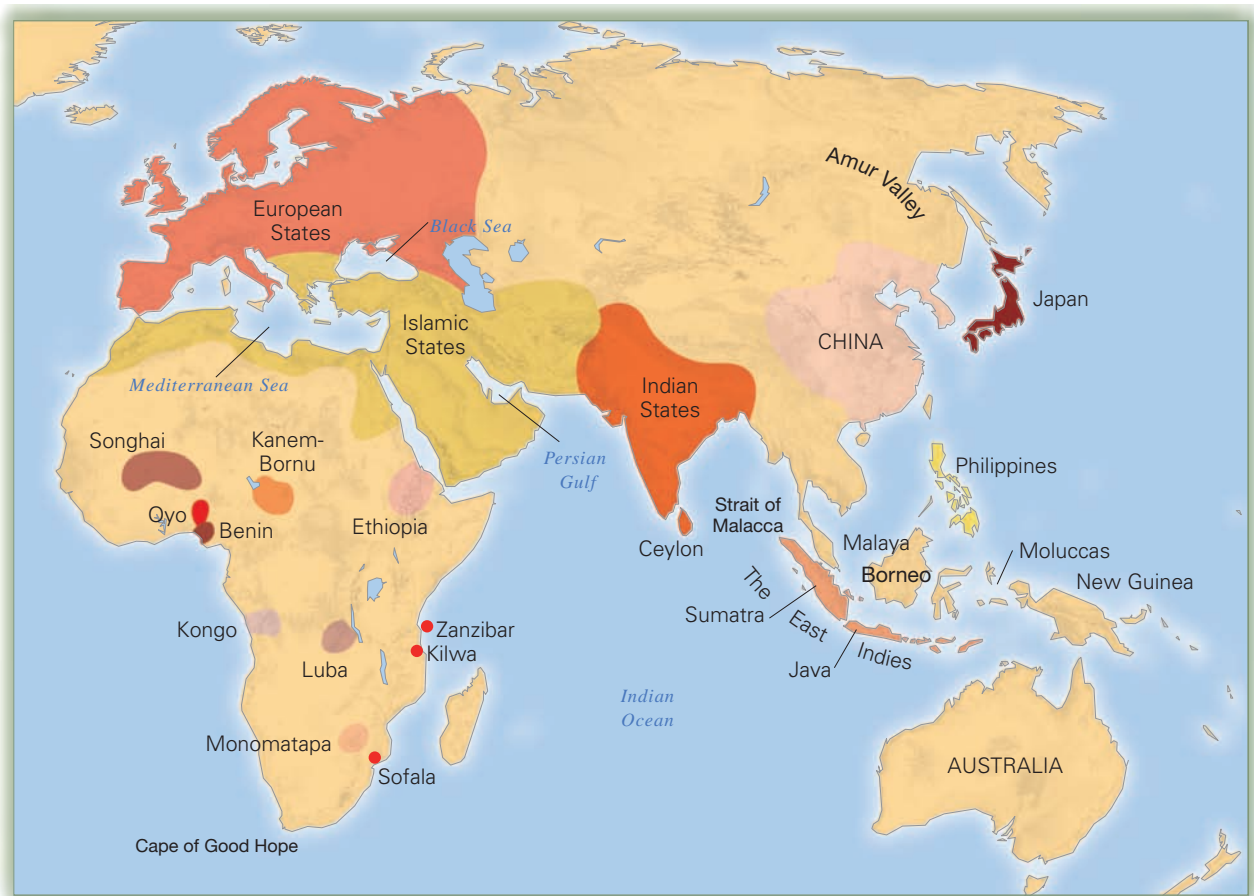 Amur Valley
European
States
Black Sea
Japan
Islamic
States
CHINA
Mediterranean Sea
Indian
States
Songhai
Kanem-
Bornu
Persian
Gulf
Philippines
Oyo
Benin
Ethiopia
Strait of
Malacca
Ceylon
Malaya
Moluccas
Borneo
New Guinea
The
East
Indies
Sumatra
Kongo
Zanzibar
Kilwa
Luba
Java
Indian
Ocean
Monomatapa
Sofala
AUSTRALIA
Cape of Good Hope